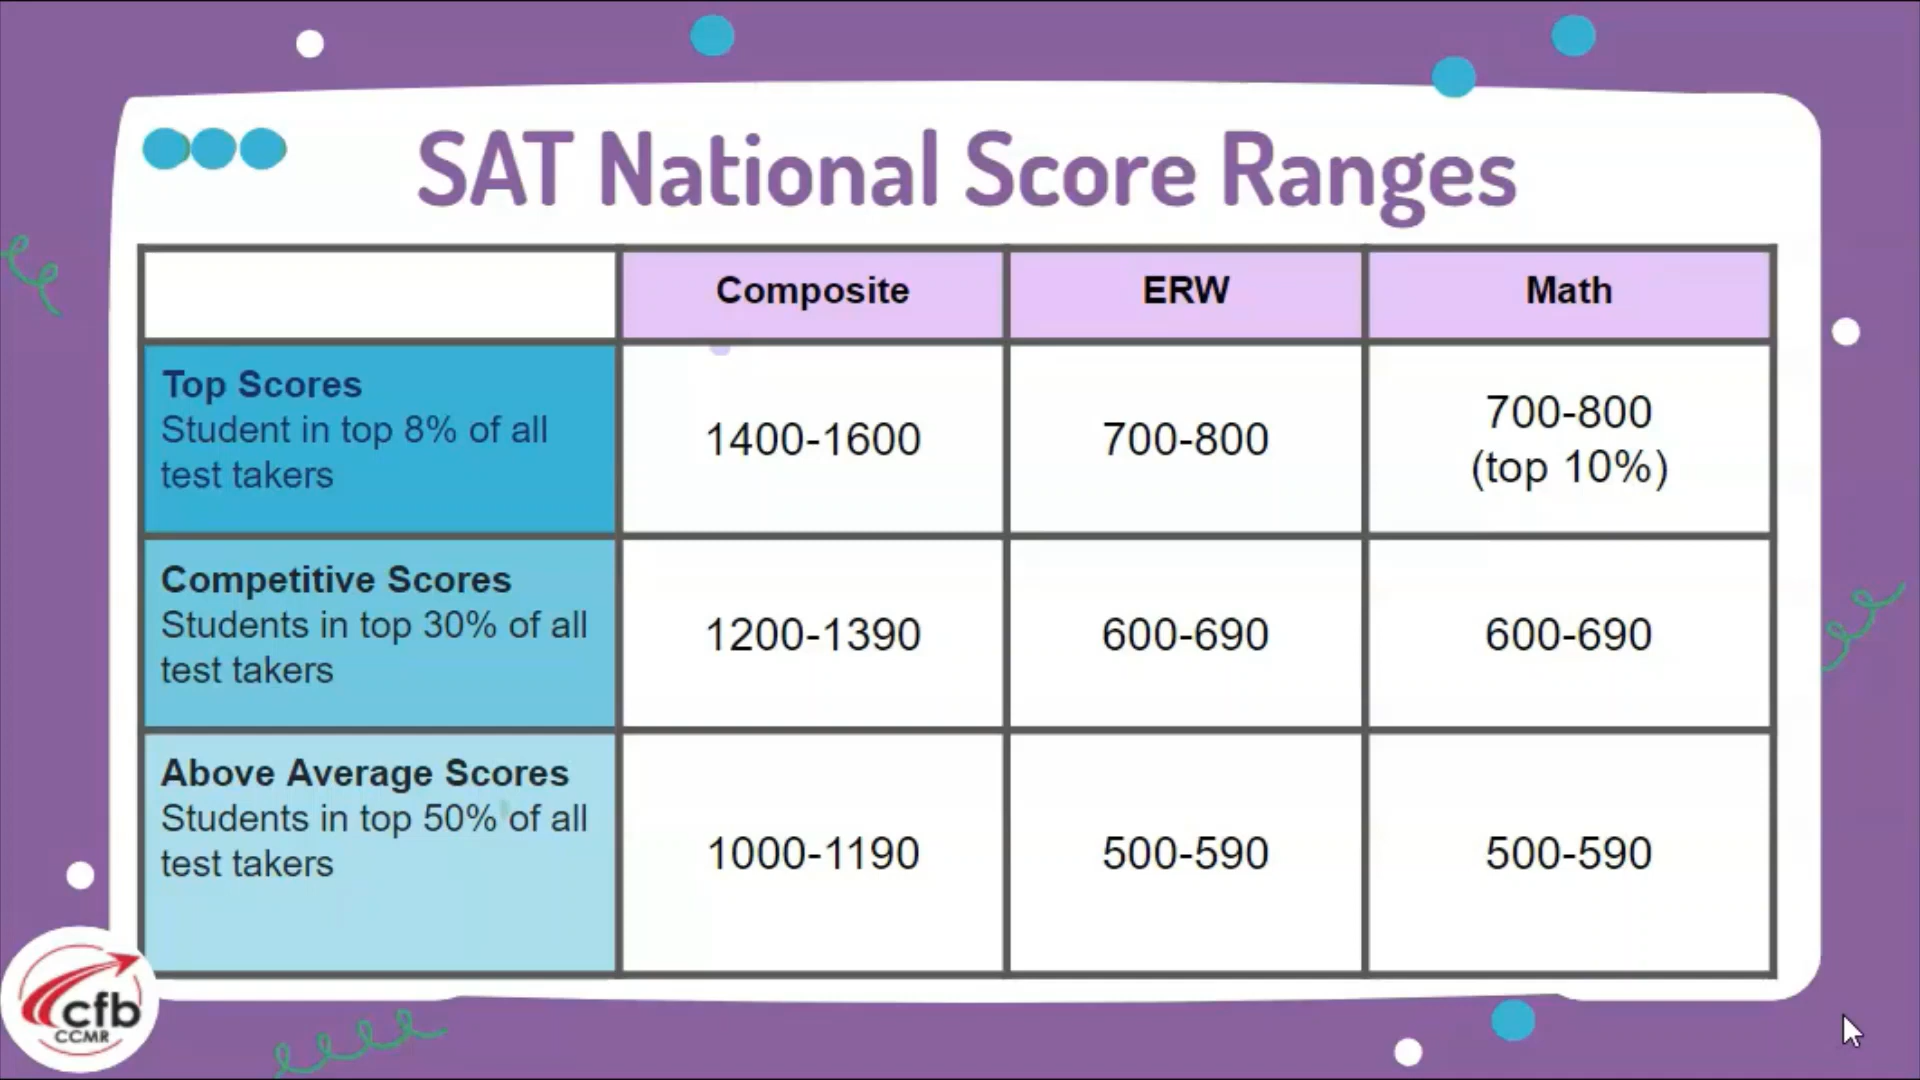 SAT National Score Ranges
Composite
ERW
Math
Top Scores
Student in top 8% of all
test takers
1400-1600
700-800
700-800
(top 10%)
Competitive Scores
Students in top 30% of all
test takers
1200-1390
600-690
600-690
Above Average Scores
Students in top 50% of all
test takers
1000-1190
500-590
500-590
cfb
CCMR